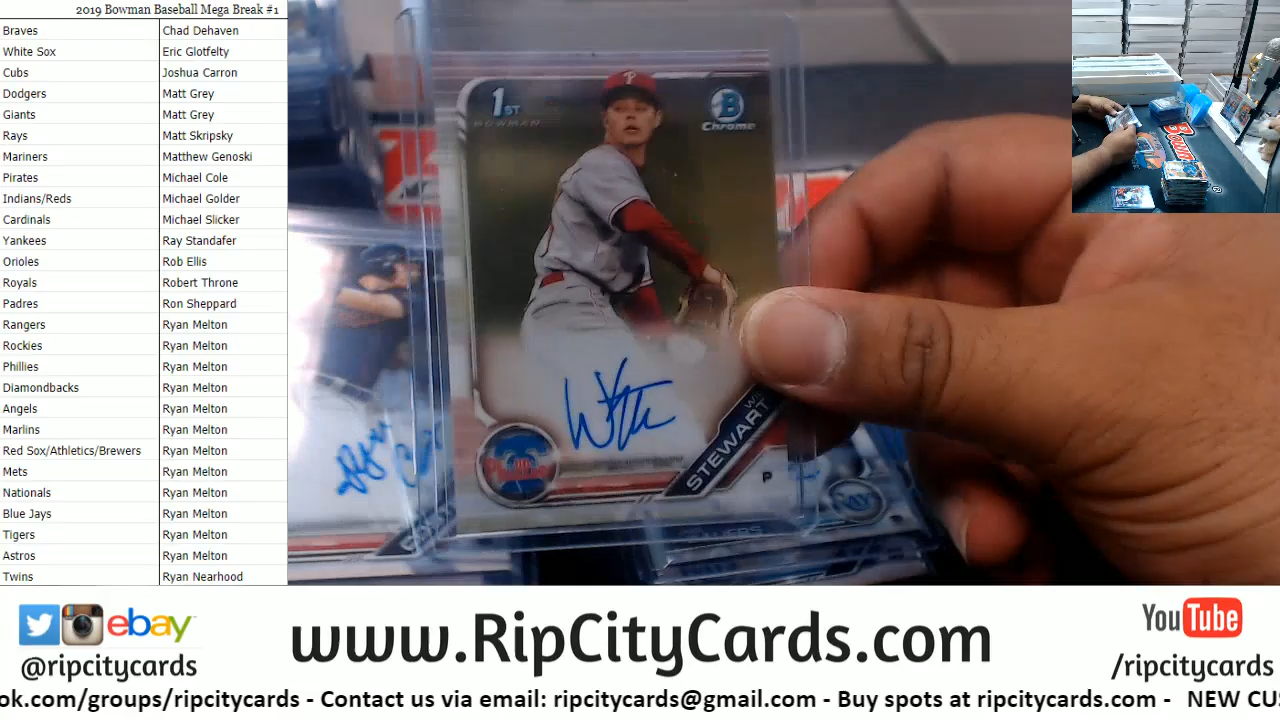 2019 Bowman Baseball Mega Break #1
Braves Chad Dehaven
White Sox Eric Glotfelty
Cubs Joshua Carron
Dodgers Matt Grey
Giants Matt Grey
Rays Matt Skripsky
Mariners Matthew Genoski
Pirates Michael Cole
Indians/Reds Michael Golder
Cardinals Michael Slicker
Yankees Ray Standafer
Orioles Rob Ellis
Royals Robert Throne
Padres Ron Sheppard
Rangers Ryan Melton
Rockies Ryan Melton
Phillies Ryan Melton
Diamondbacks Ryan Melton
Angels Ryan Melton
Marlins Ryan Melton
Red Sox/Athletics/Brewers Ryan Melton
Mets Ryan Melton
Nationals Ryan Melton
Blue Jays Ryan Melton
Tigers Ryan Melton
Astros Ryan Melton
Twins Ryan Nearhood
1ST
BOWMAN
B
Chrome
P
STEWART
P
ebay
@ripcitycards
www.RipCityCards.com
YouTube
/ripcitycards
ok.com/groups/ripcitycards - Contact us via email: ripcitycards@gmail.com - Buy spots at ripcitycards.com - NEW CUS